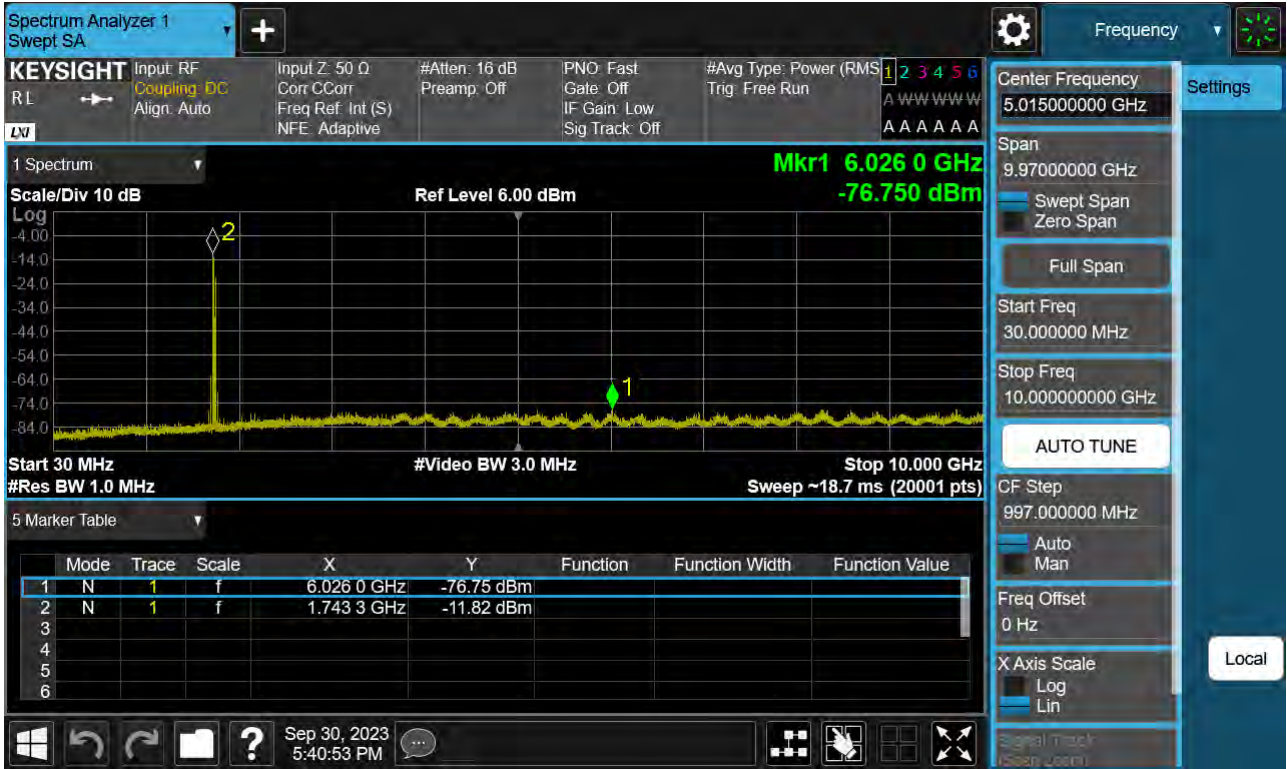 Spectrum Analyzer 1
Swept SA
+
Frequency
KEYSIGHT
RL
LXI
Input: RF
Coupling: DC
Align: Auto
Input Z: 50 Ω
Corr CCorr
Freq Ref: Int (S)
NFE: Adaptive
#Atten: 16 dB
Preamp: Off
PNO: Fast
Gate: Off
IF Gain: Low
Sig Track: Off
#Avg Type: Power (RMS
Trig: Free Run
1 2 3 4 5 6
A W W W W W
A A A A A A
1 Spectrum
Mkr1 6.026 0 GHz
-76.750 dBm
Scale/Div 10 dB
Ref Level 6.00 dBm
Log
-4.00
-14.0
-24.0
-34.0
-44.0
-54.0
-64.0
-74.0
-84.0
2
1
Start 30 MHz
#Video BW 3.0 MHz
Stop 10.000 GHz
#Res BW 1.0 MHz
Sweep ~18.7 ms (20001 pts)
5 Marker Table
Mode Trace Scale X Y Function Function Width Function Value
1 N 1 f 6.026 0 GHz -76.75 dBm
2 N 1 f 1.743 3 GHz -11.82 dBm
3
4
5
6
Center Frequency
5.015000000 GHz
Settings
Span
9.97000000 GHz
Swept Span
Zero Span
Full Span
Start Freq
30.000000 MHz
Stop Freq
10.000000000 GHz
AUTO TUNE
CF Step
997.000000 MHz
Auto
Man
Freq Offset
0 Hz
X Axis Scale
Log
Lin
Signal Track
(Span Zoom)
Local
?
Sep 30, 2023
5:40:53 PM